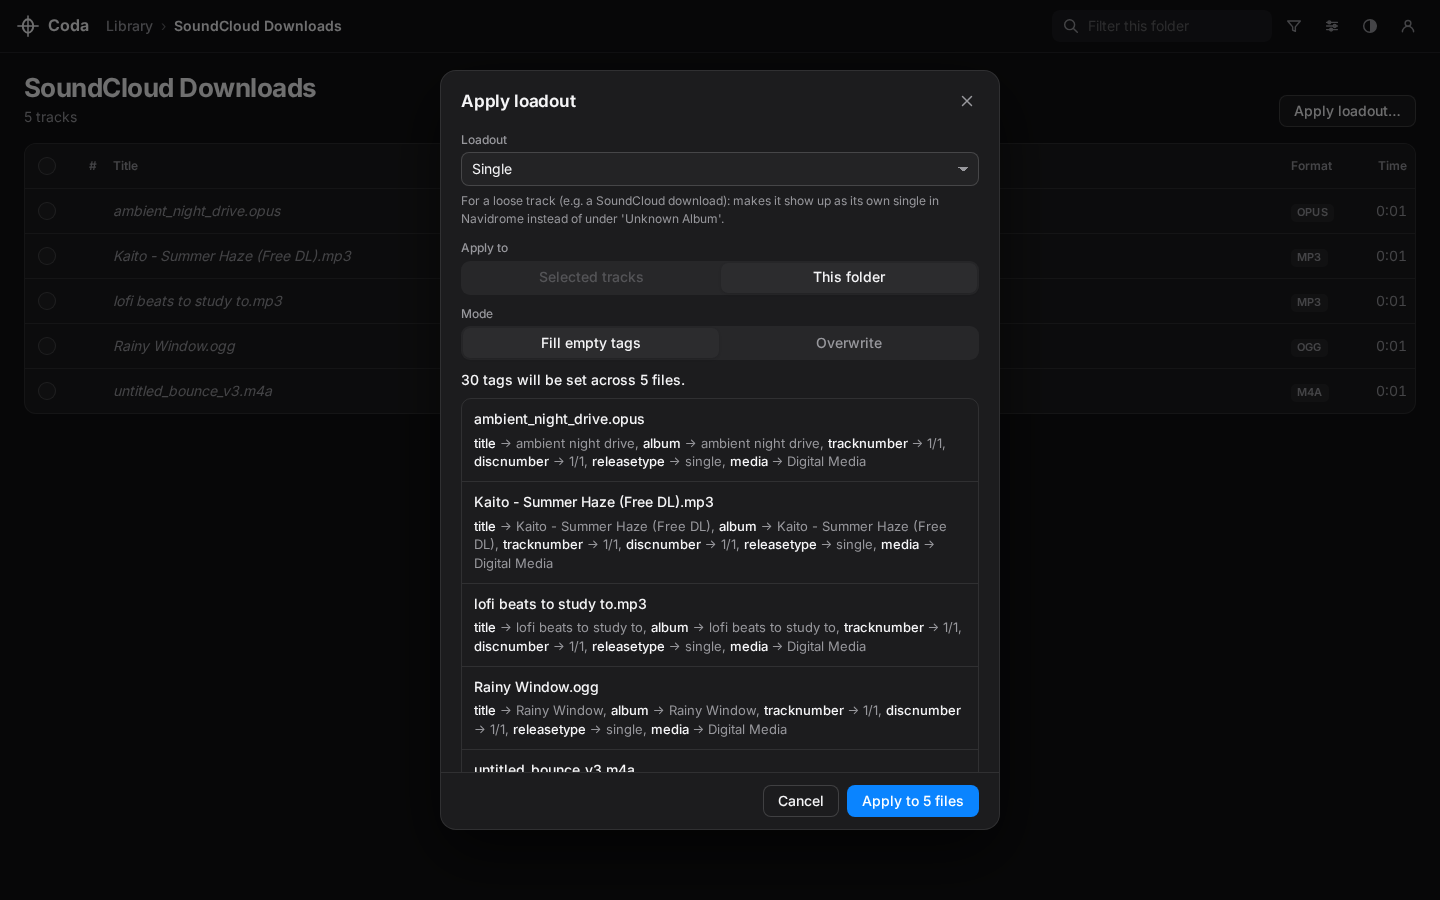 Coda Library › SoundCloud Downloads Filter this folder
SoundCloud Downloads
5 tracks
Apply loadout...
# Title Format Time
ambient_night_drive.opus OPUS 0:01
Kaito - Summer Haze (Free DL).mp3 MP3 0:01
lofi beats to study to.mp3 MP3 0:01
Rainy Window.ogg OGG 0:01
untitled_bounce_v3.m4a M4A 0:01
Apply loadout
Loadout
Single
For a loose track (e.g. a SoundCloud download): makes it show up as its own single in
Navidrome instead of under 'Unknown Album'.
Apply to
Selected tracks This folder
Mode
Fill empty tags Overwrite
30 tags will be set across 5 files.
ambient_night_drive.opus
title → ambient night drive, album → ambient night drive, tracknumber → 1/1,
discnumber → 1/1, releasetype → single, media → Digital Media
Kaito - Summer Haze (Free DL).mp3
title → Kaito - Summer Haze (Free DL), album → Kaito - Summer Haze (Free
DL), tracknumber → 1/1, discnumber → 1/1, releasetype → single, media →
Digital Media
lofi beats to study to.mp3
title → lofi beats to study to, album → lofi beats to study to, tracknumber → 1/1,
discnumber → 1/1, releasetype → single, media → Digital Media
Rainy Window.ogg
title → Rainy Window, album → Rainy Window, tracknumber → 1/1, discnumber
→ 1/1, releasetype → single, media → Digital Media
untitled_bounce_v3.m4a
Cancel Apply to 5 files